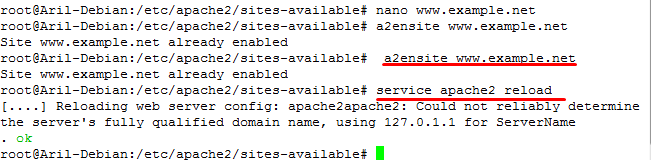 root@Aril-Debian:/etc/apache2/sites-available# nano www.example.net
root@Aril-Debian:/etc/apache2/sites-available# a2ensite www.example.net
Site www.example.net already enabled
root@Aril-Debian:/etc/apache2/sites-available#  a2ensite www.example.net
Site www.example.net already enabled
root@Aril-Debian:/etc/apache2/sites-available# service apache2 reload
[....] Reloading web server config: apache2apache2: Could not reliably determine
the server's fully qualified domain name, using 127.0.1.1 for ServerName
. ok
root@Aril-Debian:/etc/apache2/sites-available#